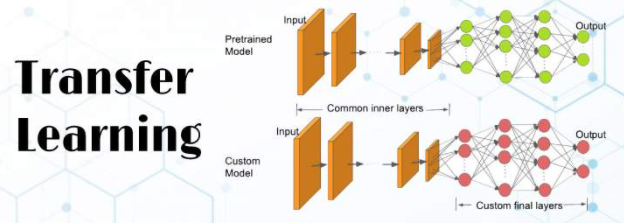 Transfer
Learning
Input
Output
Pretrained
Model
Common inner layers
Input
Output
Custom
Model
Custom final layers